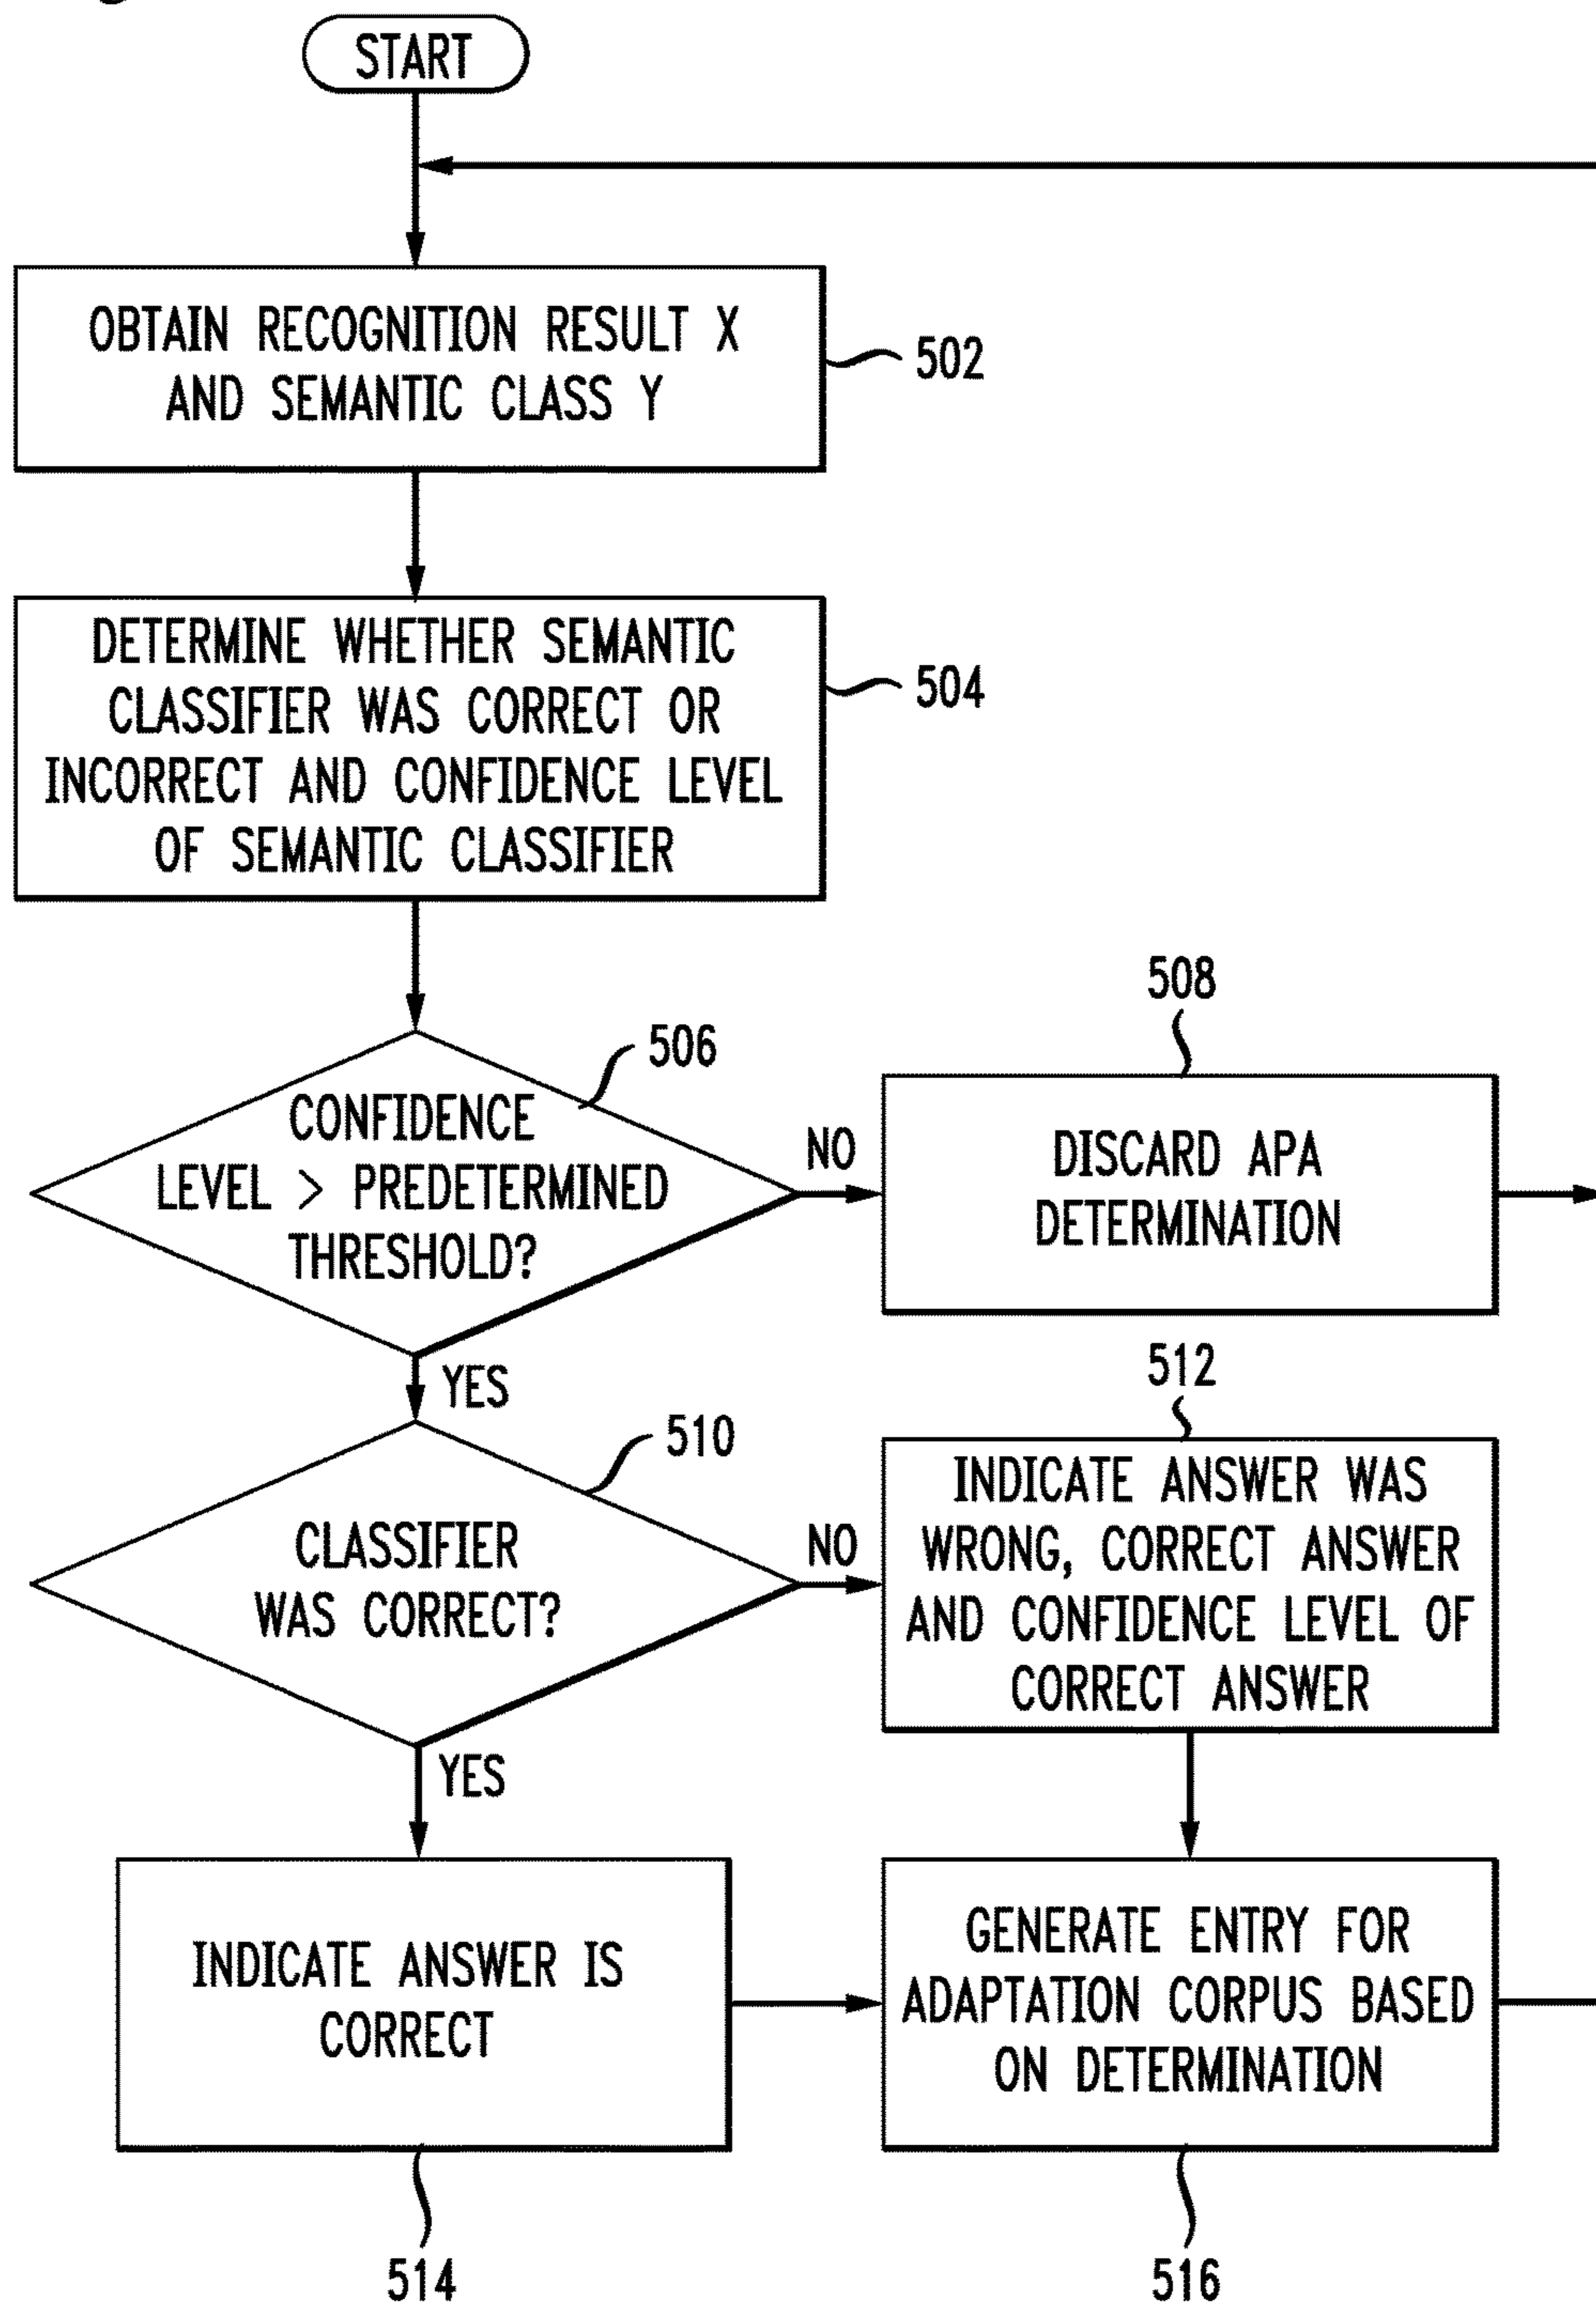 START
OBTAIN RECOGNITION RESULT X
AND SEMANTIC CLASS Y
502
DETERMINE WHETHER SEMANTIC
CLASSIFIER WAS CORRECT OR
INCORRECT AND CONFIDENCE LEVEL
OF SEMANTIC CLASSIFIER
504
506
CONFIDENCE
LEVEL > PREDETERMINED
THRESHOLD?
NO
YES
508
DISCARD APA
DETERMINATION
510
CLASSIFIER
WAS CORRECT?
NO
YES
512
INDICATE ANSWER WAS
WRONG, CORRECT ANSWER
AND CONFIDENCE LEVEL OF
CORRECT ANSWER
INDICATE ANSWER IS
CORRECT
514
GENERATE ENTRY FOR
ADAPTATION CORPUS BASED
ON DETERMINATION
516